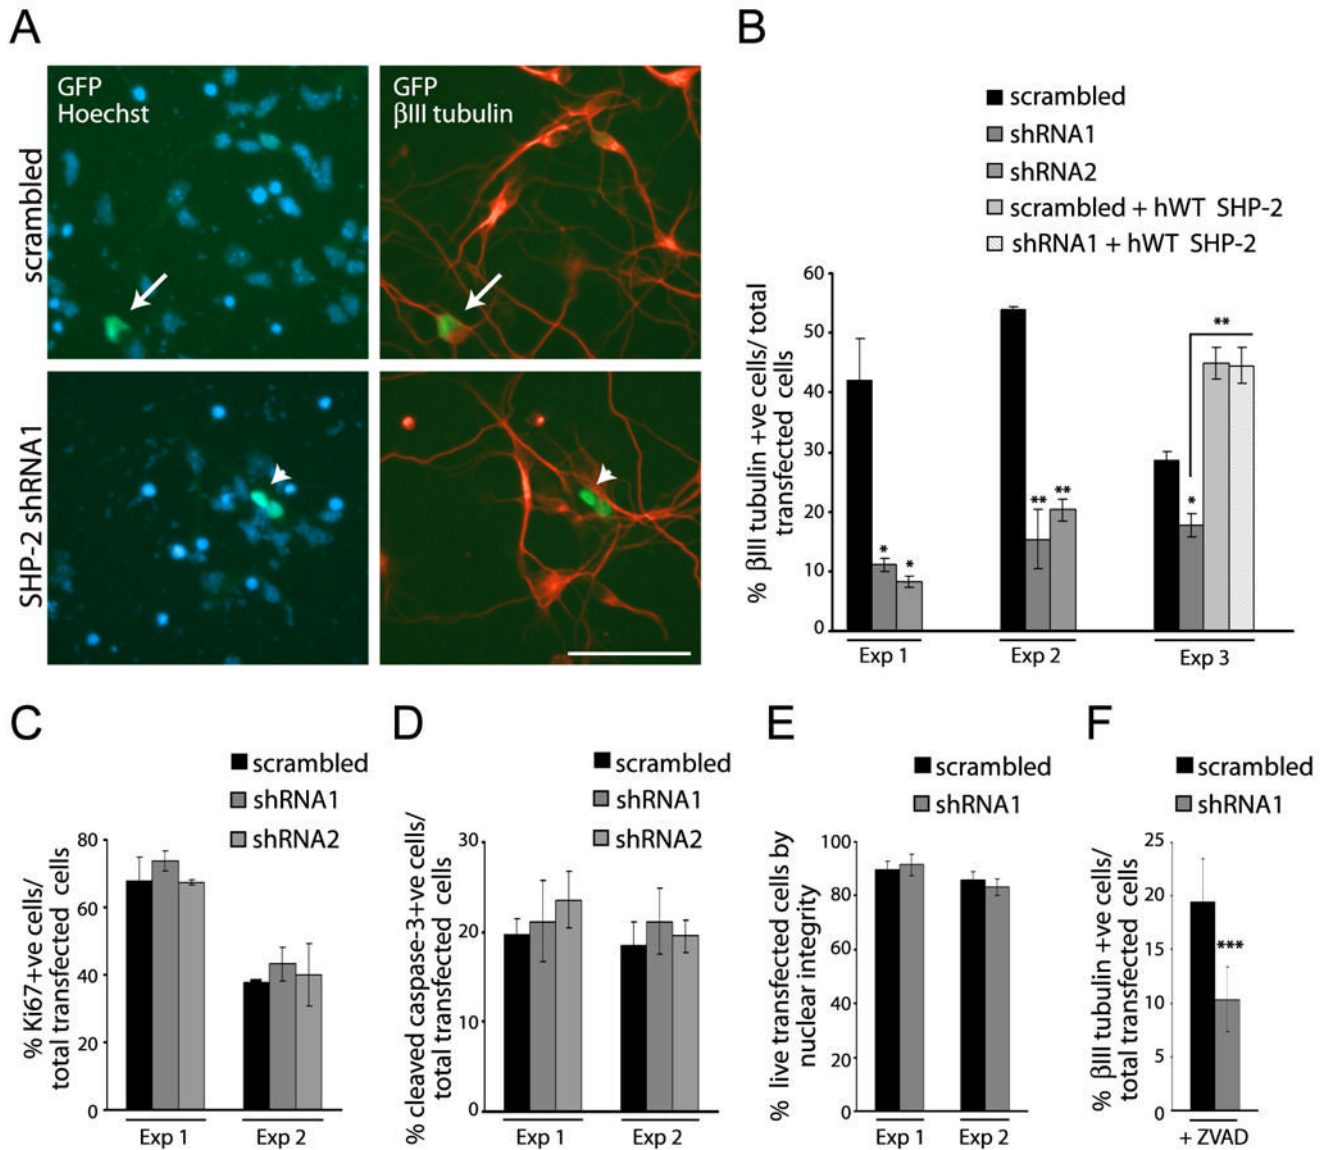 A
GFP
Hoechst
GFP
βIII tubulin
scrambled
SHP-2 shRNA1
B
scrambled
shRNA1
shRNA2
scrambled + hWT SHP-2
shRNA1 + hWT SHP-2
% βIII tubulin +ve cells/ total
transfected cells
60
50
40
30
20
10
0
*
*
**
**
*
**
Exp 1
Exp 2
Exp 3
C
scrambled
shRNA1
shRNA2
% Ki67+ve cells/
total transfected cells
80
60
40
20
0
Exp 1
Exp 2
D
scrambled
shRNA1
shRNA2
% cleaved caspase-3+ve cells/
total transfected cells
30
20
10
0
Exp 1
Exp 2
E
scrambled
shRNA1
% live transfected cells by
nuclear integrity
100
80
60
40
20
0
Exp 1
Exp 2
F
scrambled
shRNA1
% βIII tubulin +ve cells/
total transfected cells
25
20
15
10
5
0
***
+ ZVAD